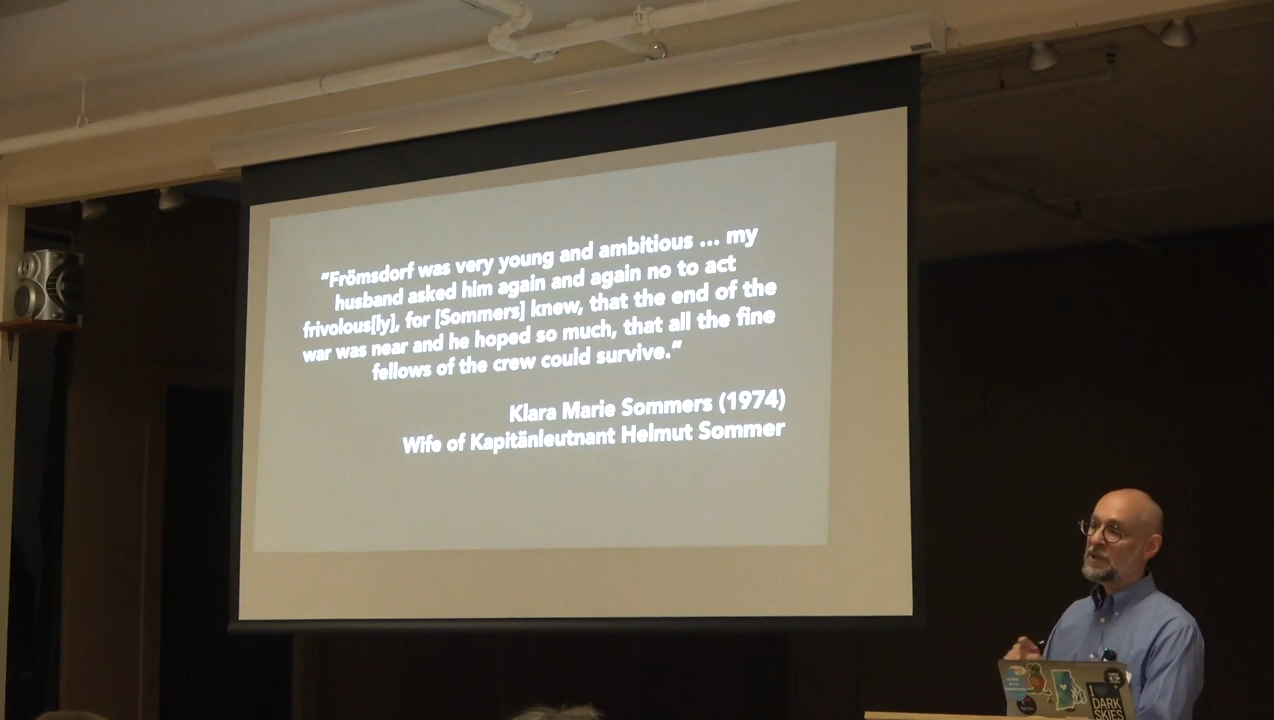 “Frömsdorf was very young and ambitious ... my
husband asked him again and again no to act
frivolous[ly], for [Sommers] knew, that the end of the
war was near and he hoped so much, that all the fine
fellows of the crew could survive.”
Klara Marie Sommers (1974)
Wife of Kapitänleutnant Helmut Sommer
I
DARK
SKIES